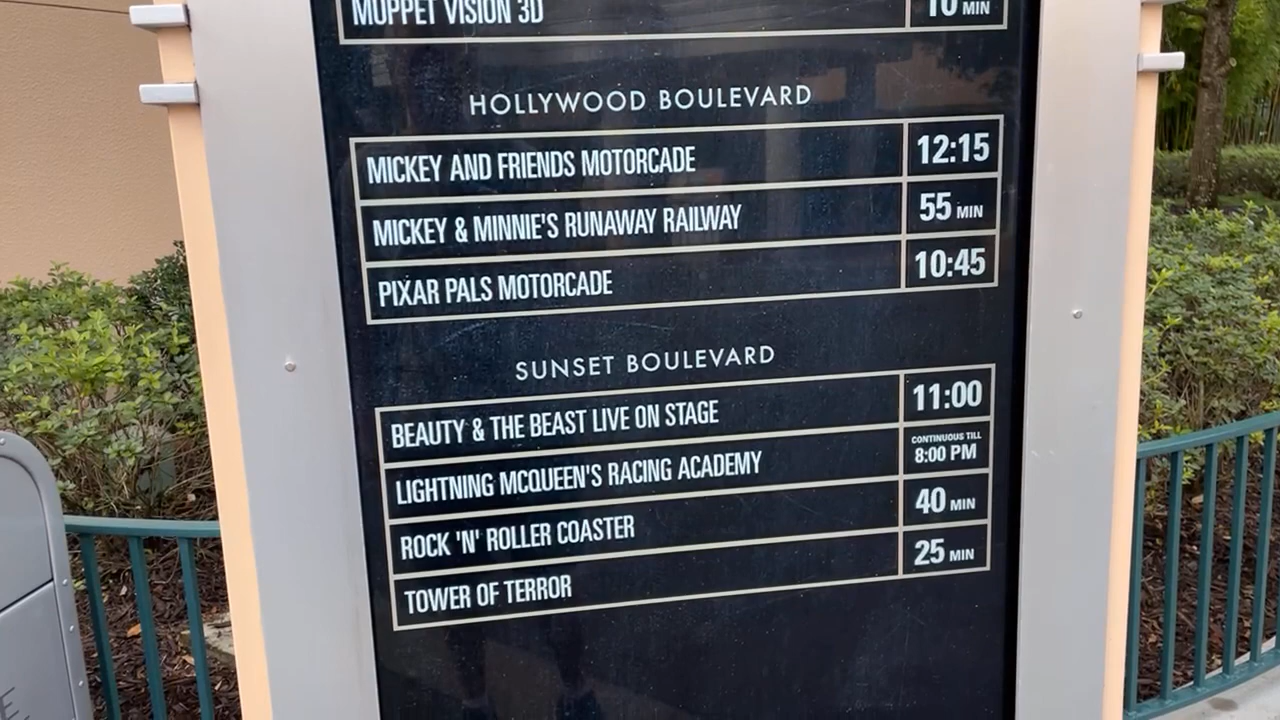 MUPPET VISION 3D 10 MIN
HOLLYWOOD BOULEVARD
MICKEY AND FRIENDS MOTORCADE 12:15
MICKEY & MINNIE'S RUNAWAY RAILWAY 55 MIN
PIXAR PALS MOTORCADE 10:45
SUNSET BOULEVARD
BEAUTY & THE BEAST LIVE ON STAGE 11:00
LIGHTNING MCQUEEN'S RACING ACADEMY CONTINUOUS TILL 8:00 PM
ROCK 'N' ROLLER COASTER 40 MIN
TOWER OF TERROR 25 MIN